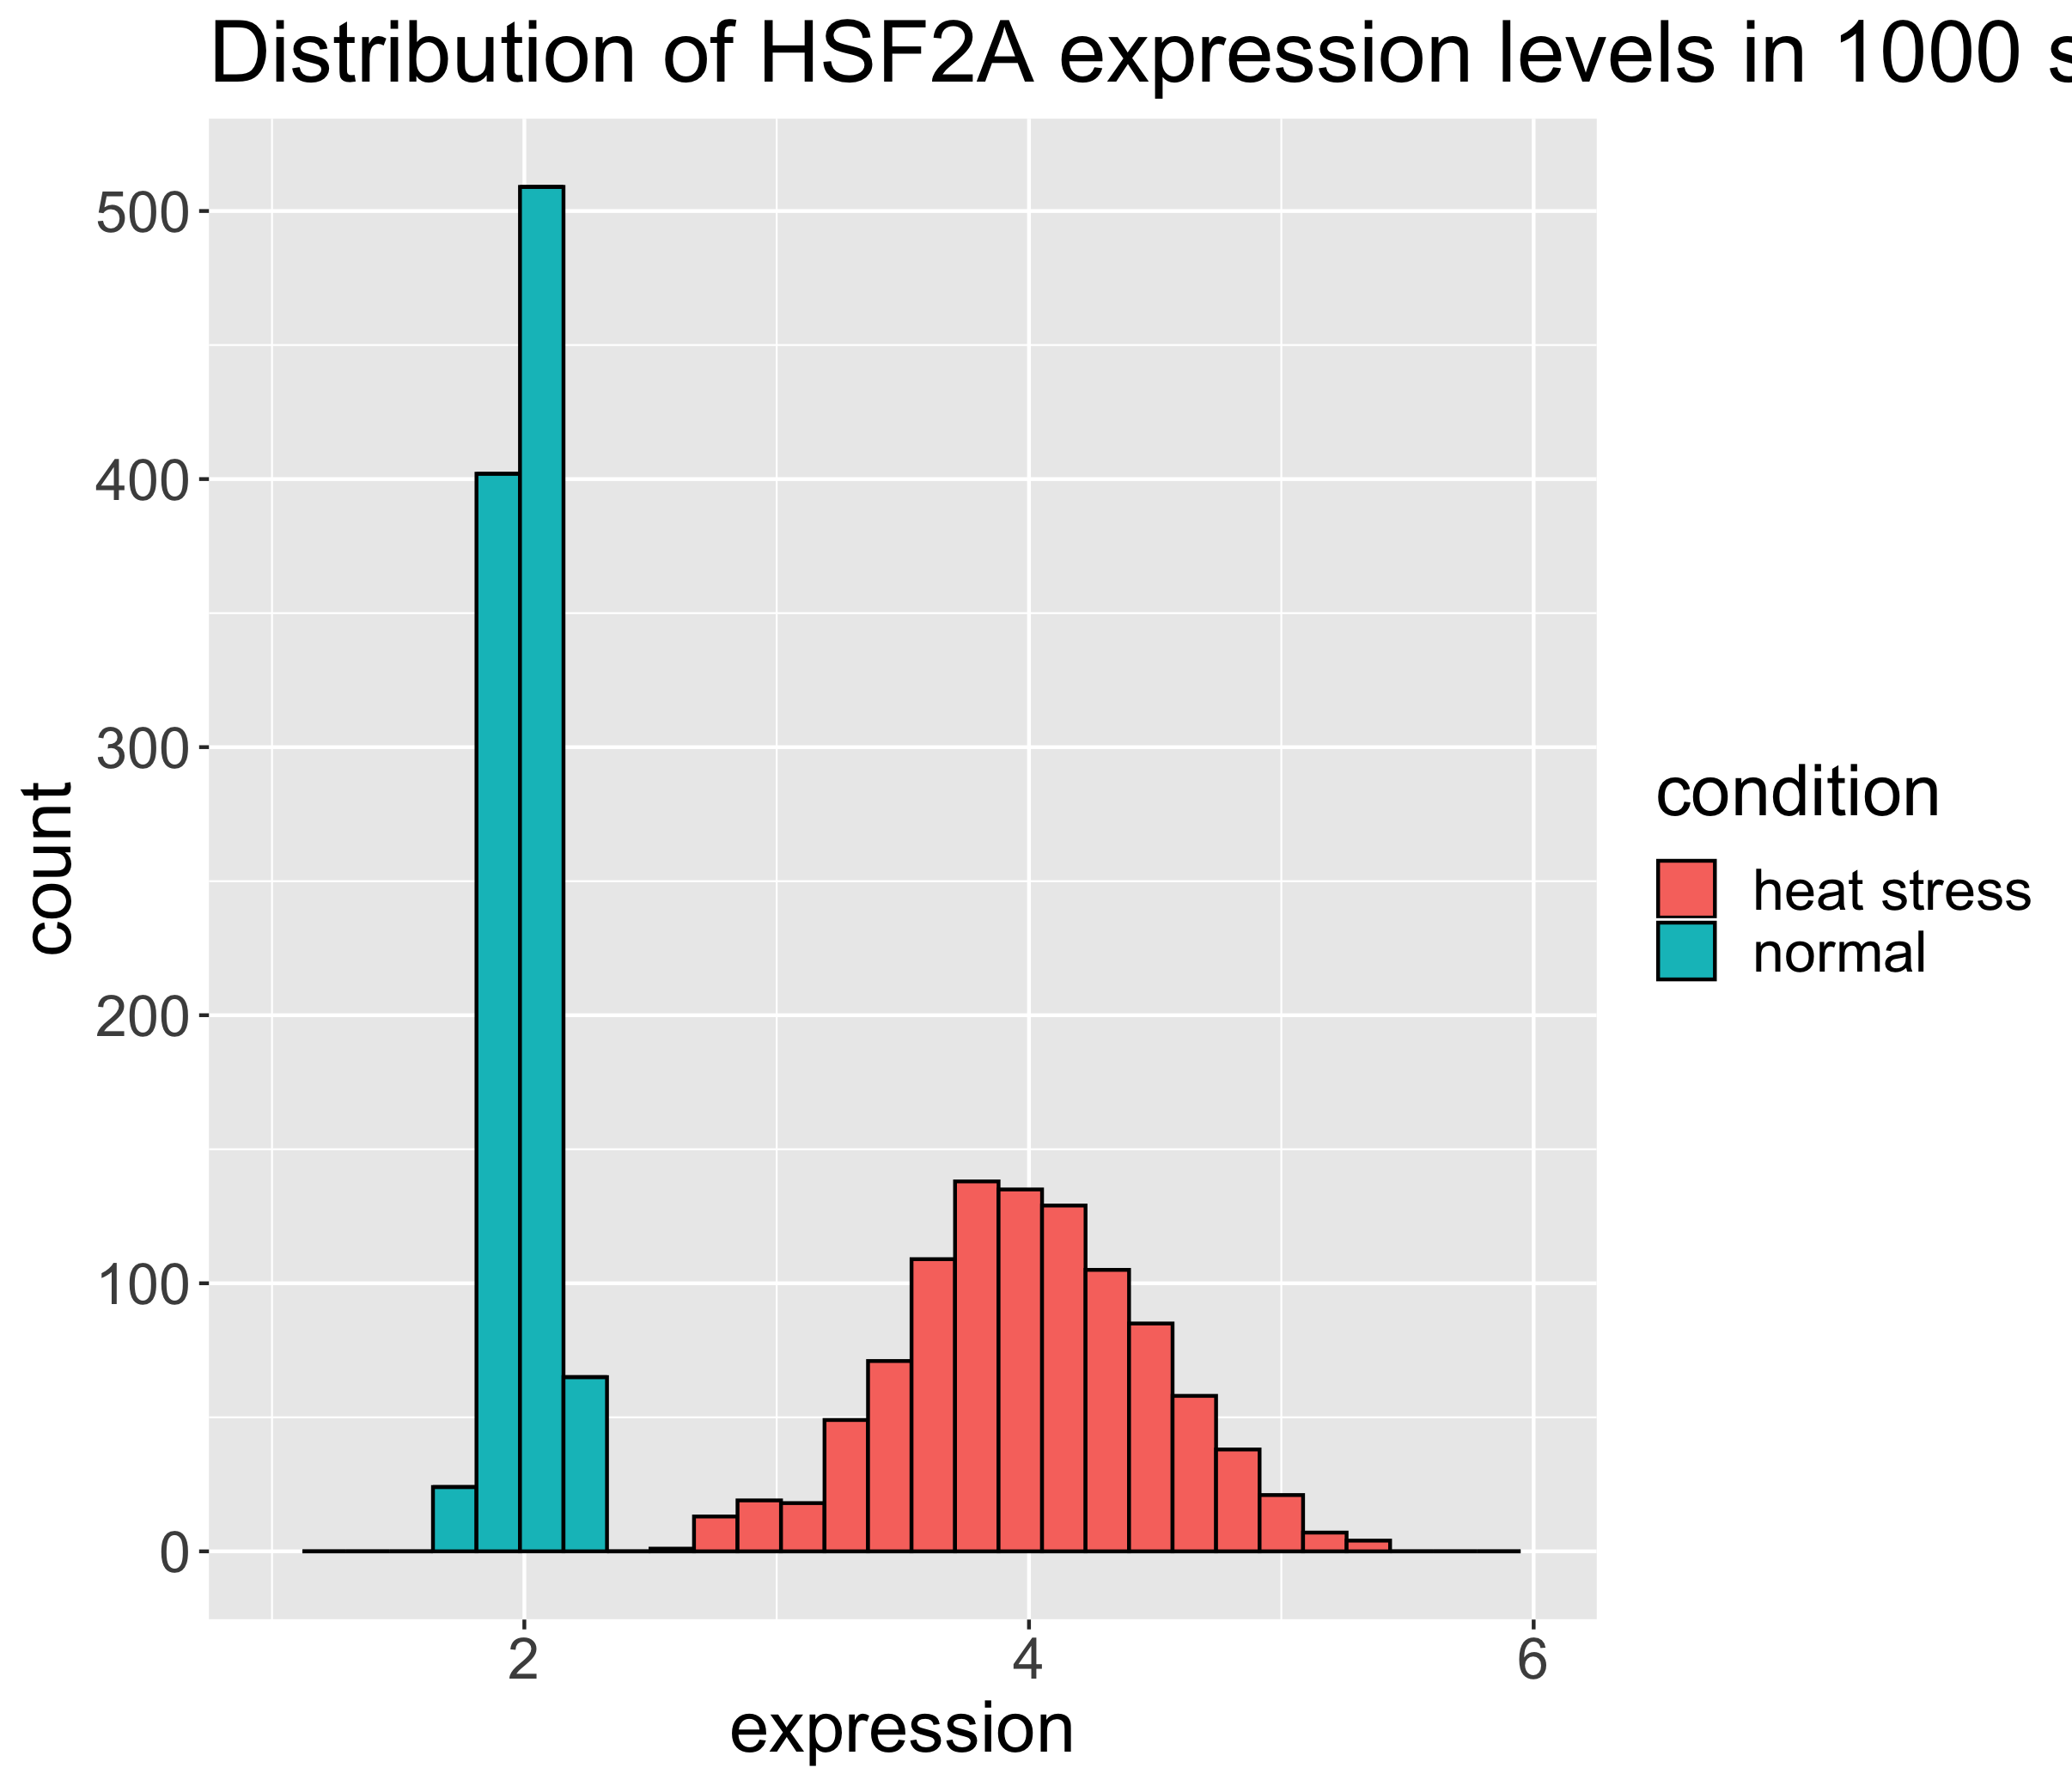 Distribution of HSF2A expression levels in 1000
500
400
300
200
100
0
count
2
4
6
expression
condition
heat stress
normal